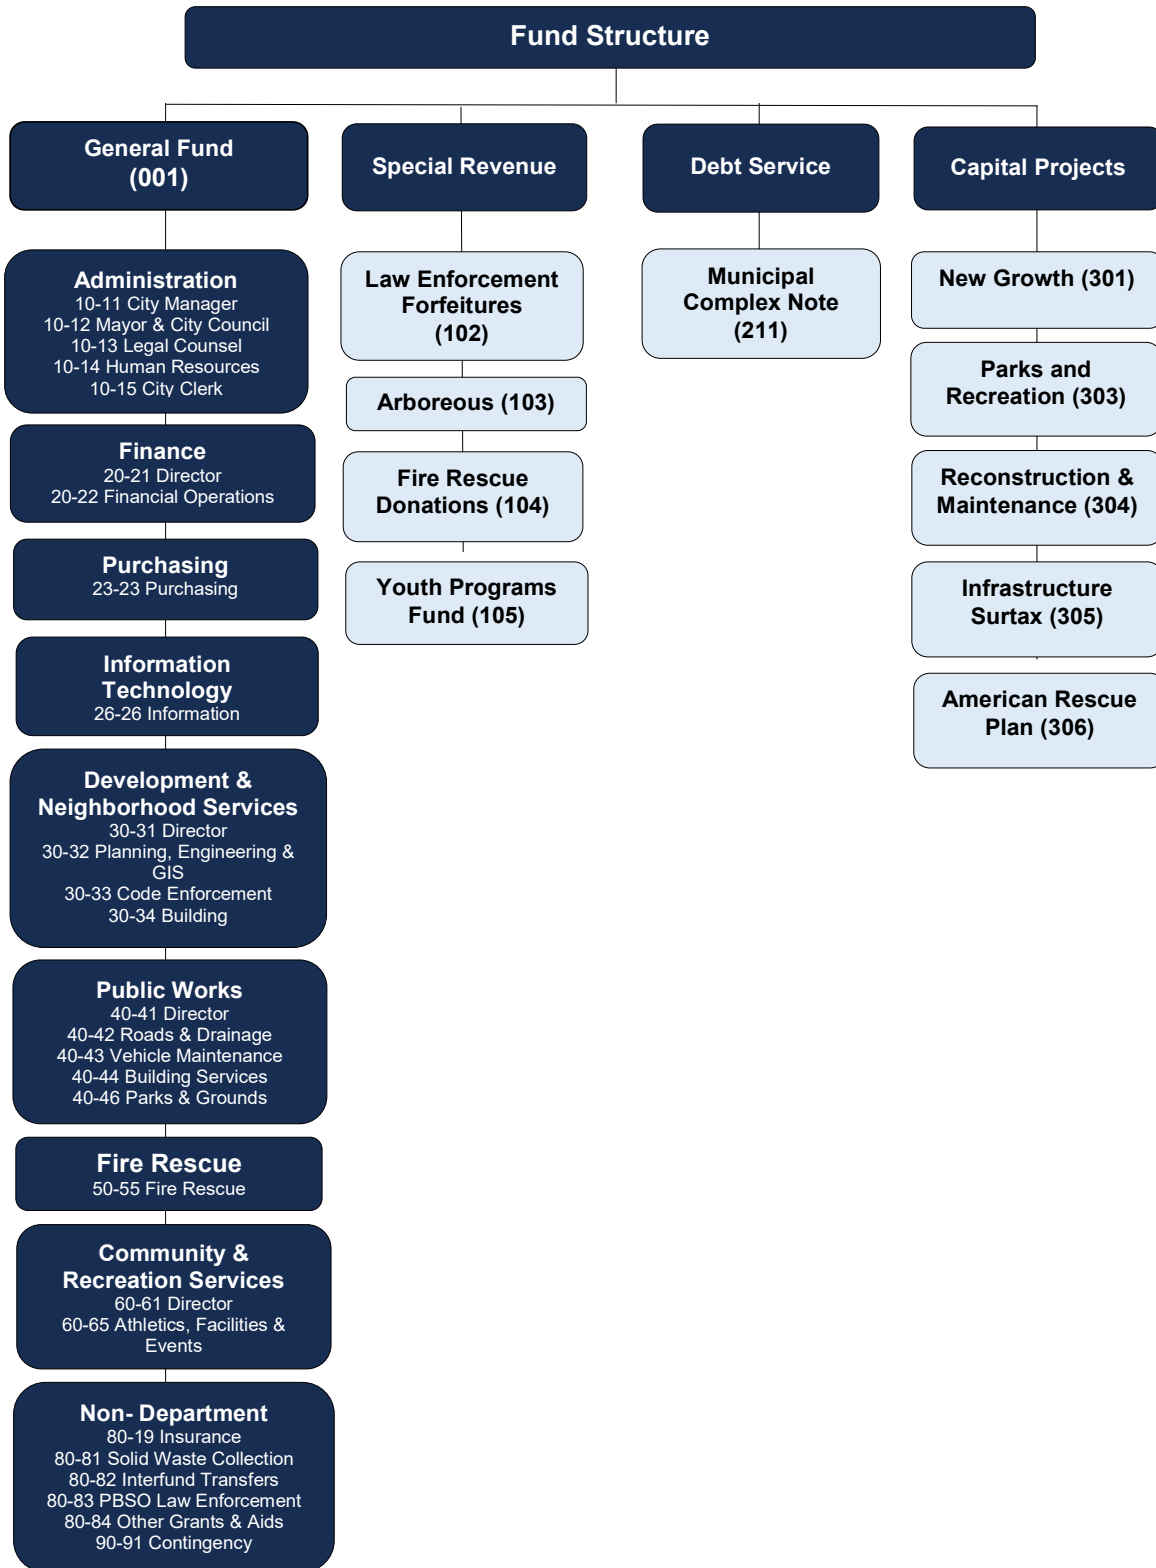 Fund Structure
General Fund
(001)
Administration
10-11 City Manager
10-12 Mayor & City Council
10-13 Legal Counsel
10-14 Human Resources
10-15 City Clerk
Finance
20-21 Director
20-22 Financial Operations
Purchasing
23-23 Purchasing
Information
Technology
26-26 Information
Development &
Neighborhood Services
30-31 Director
30-32 Planning, Engineering &
GIS
30-33 Code Enforcement
30-34 Building
Public Works
40-41 Director
40-42 Roads & Drainage
40-43 Vehicle Maintenance
40-44 Building Services
40-46 Parks & Grounds
Fire Rescue
50-55 Fire Rescue
Community &
Recreation Services
60-61 Director
60-65 Athletics, Facilities &
Events
Non- Department
80-19 Insurance
80-81 Solid Waste Collection
80-82 Interfund Transfers
80-83 PBSO Law Enforcement
80-84 Other Grants & Aids
90-91 Contingency
Special Revenue
Law Enforcement
Forfeitures
(102)
Arboreous (103)
Fire Rescue
Donations (104)
Youth Programs
Fund (105)
Debt Service
Municipal
Complex Note
(211)
Capital Projects
New Growth (301)
Parks and
Recreation (303)
Reconstruction &
Maintenance (304)
Infrastructure
Surtax (305)
American Rescue
Plan (306)